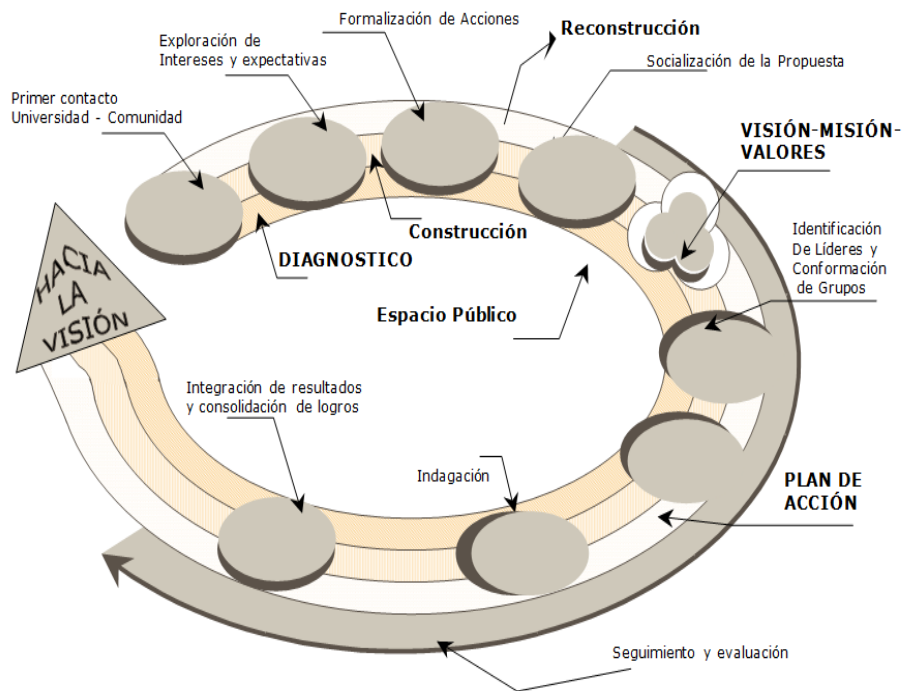 Formalización de Acciones
Reconstrucción
Exploración de
Intereses y expectativas
Socialización de la Propuesta
Primer contacto
Universidad - Comunidad
VISIÓN-MISIÓN-
VALORES
Identificación
De Líderes y
Conformación
de Grupos
Construcción
DIAGNOSTICO
Espacio Público
HACIA
LA
VISIÓN
Integración de resultados
y consolidación de logros
Indagación
PLAN DE
ACCIÓN
Seguimiento y evaluación